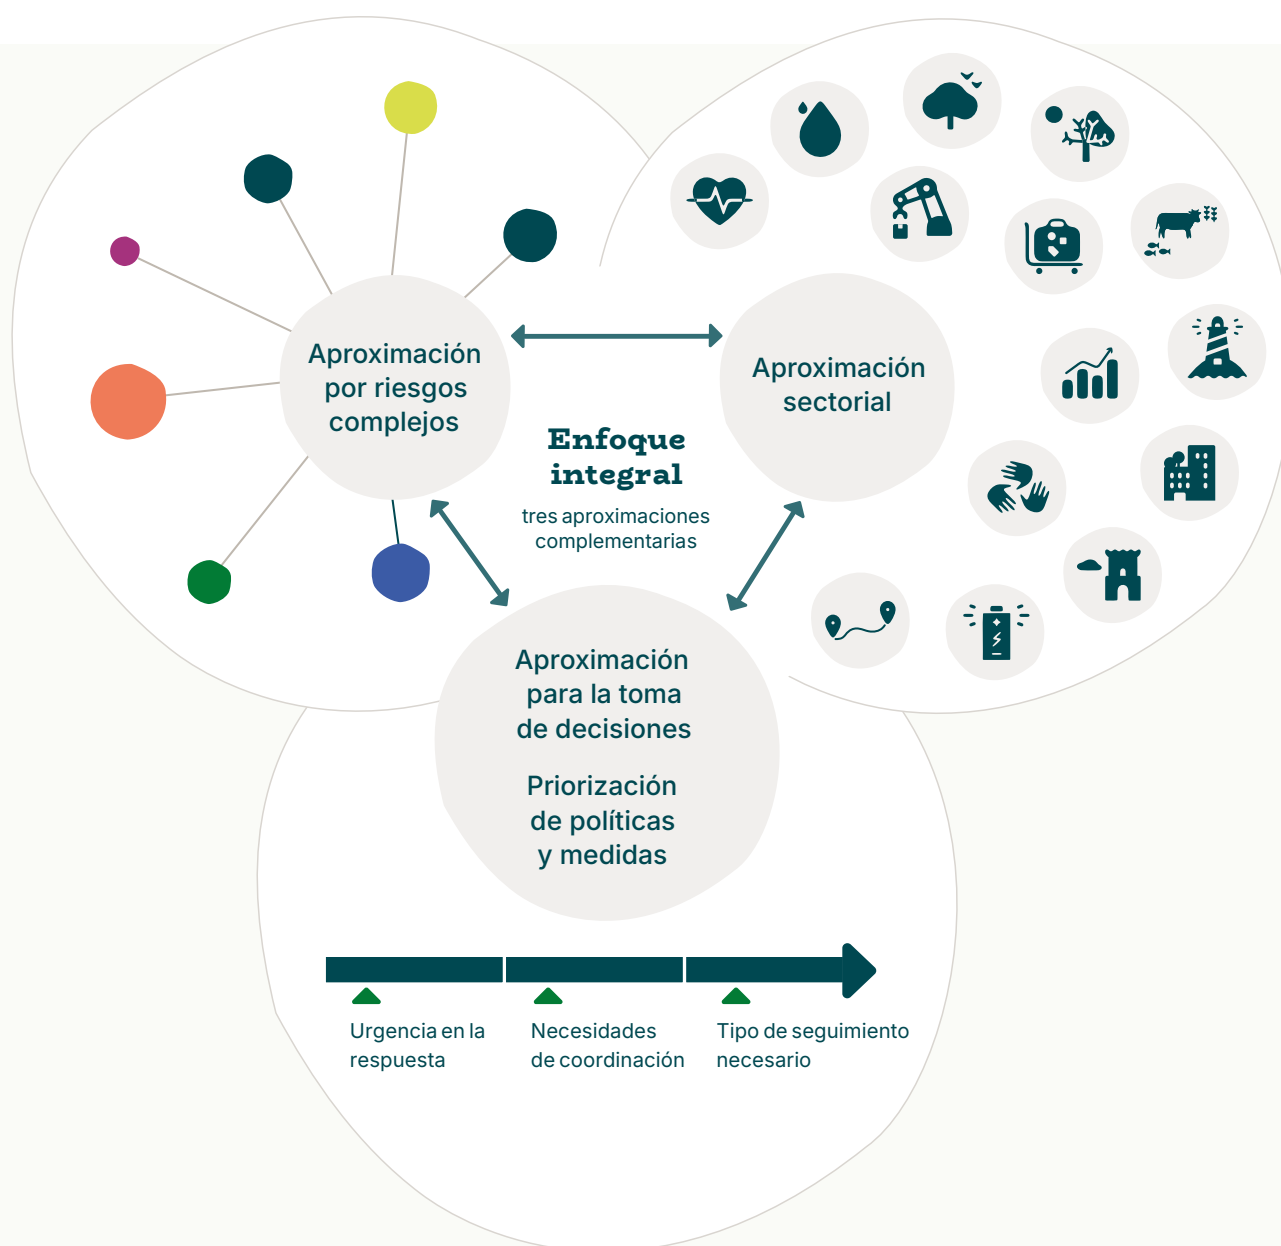 Aproximación
por riesgos
complejos
Aproximación
sectorial
Enfoque
integral
tres aproximaciones
complementarias
Aproximación
para la toma
de decisiones
Priorización
de políticas
y medidas
Urgencia en la
respuesta
Necesidades
de coordinación
Tipo de seguimiento
necesario